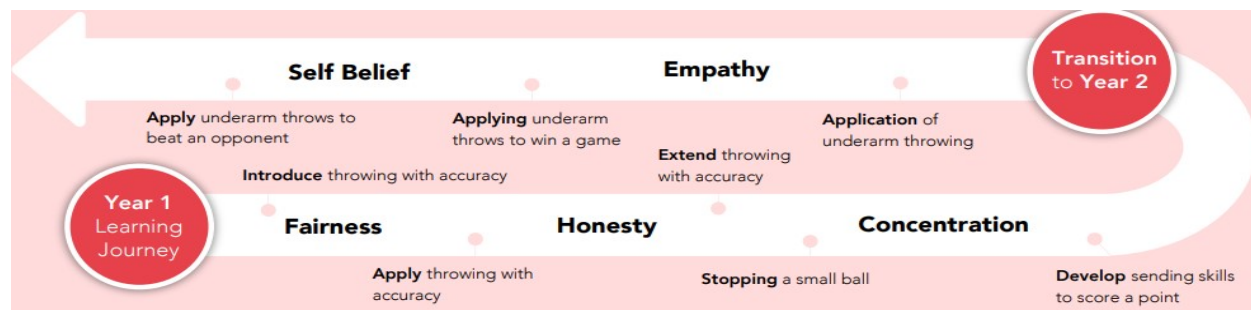 Self Belief
Empathy
Transition
to Year 2
Apply underarm throws to
beat an opponent
Applying underarm
throws to win a game
Application of
underarm throwing
Extend throwing
with accuracy
Introduce throwing with accuracy
Year 1
Learning
Journey
Fairness
Honesty
Concentration
Apply throwing with
accuracy
Stopping a small ball
Develop sending skills
to score a point